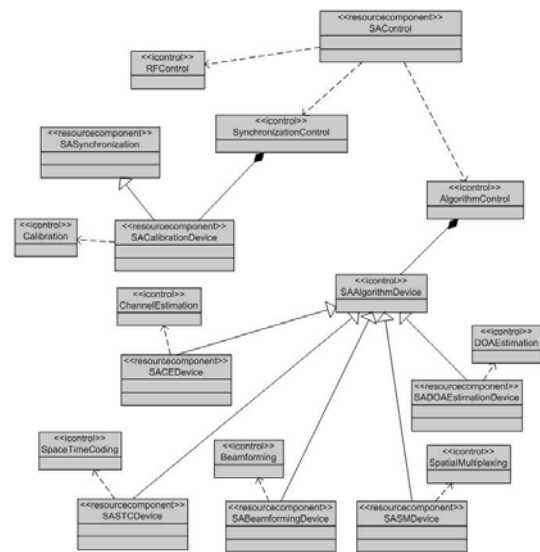 <<resourcecomponent>>
SAControl
<<icontrol>>
RFControl
<<icontrol>>
SynchronizationControl
<<resourcecomponent>>
SASynchronization
<<icontrol>>
AlgorithmControl
<<icontrol>>
Calibration
<<resourcecomponent>>
SACalibrationDevice
<<icontrol>>
SAAlgorithmDevice
<<icontrol>>
ChannelEstimation
<<icontrol>>
DOAEstimation
<<resourcecomponent>>
SACEDevice
<<resourcecomponent>>
SADOAEstimationDevice
<<icontrol>>
SpaceTimeCoding
<<icontrol>>
Beamforming
<<icontrol>>
SpatialMultiplexing
<<resourcecomponent>>
SASTCDevice
<<resourcecomponent>>
SABeamformingDevice
<<resourcecomponent>>
SASMDevice